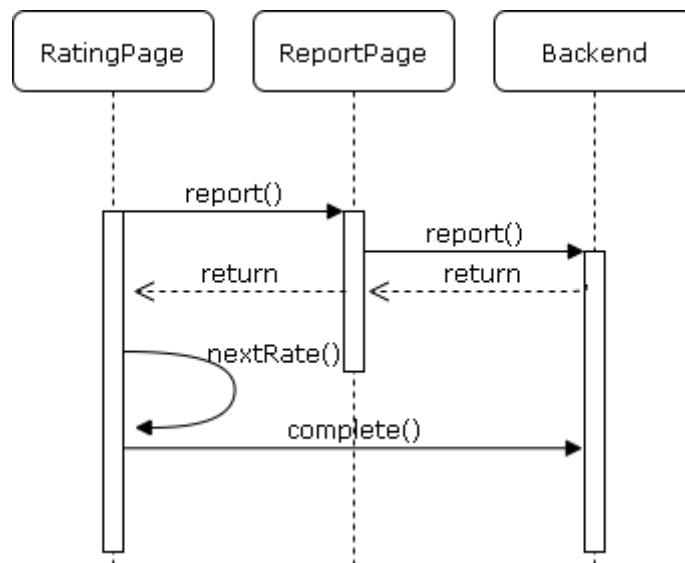 RatingPage
ReportPage
Backend
report()
report()
return
return
nextRate()
complete()